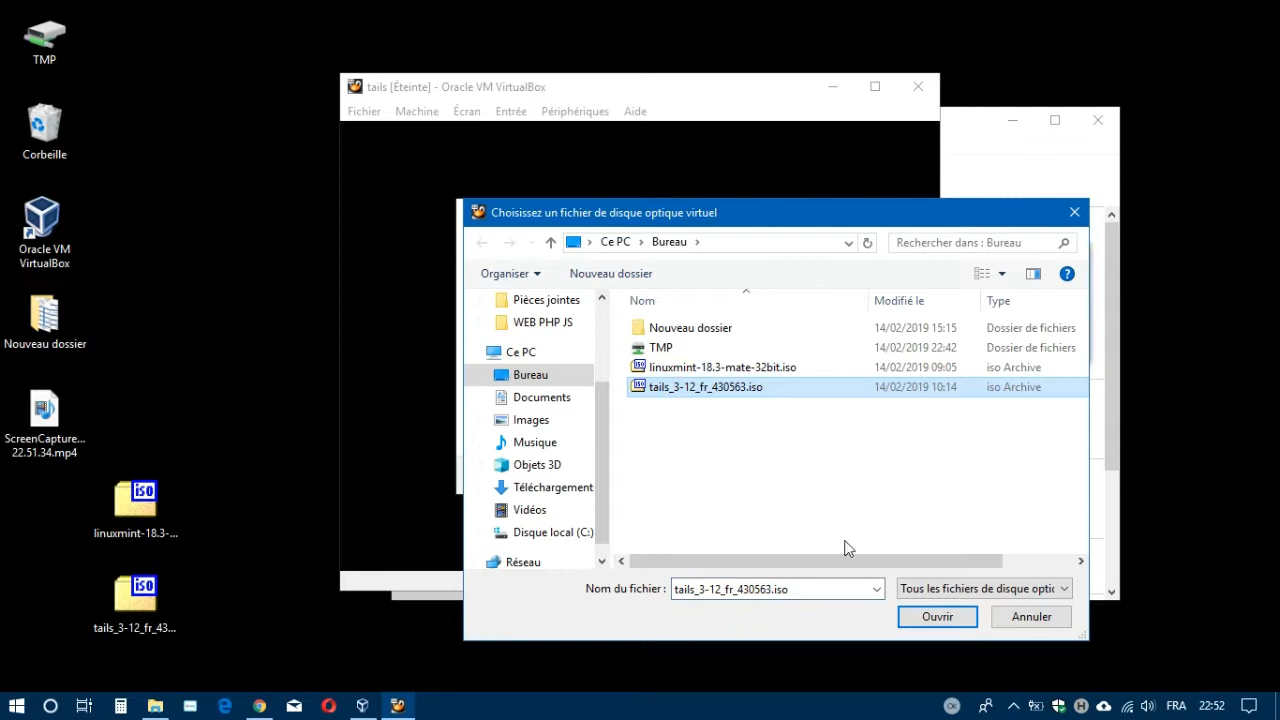 TMP
Corbeille
Oracle VM
VirtualBox
Nouveau dossier
ScreenCapture...
22.51.34.mp4
ISO
linuxmint-18.3-...
ISO
tails_3-12_fr_43...
tails [Éteinte] - Oracle VM VirtualBox
Fichier Machine Écran Entrée Périphériques Aide
Choisissez un fichier de disque optique virtuel
Ce PC Bureau
Rechercher dans : Bureau
Organiser Nouveau dossier
Pièces jointes
WEB PHP JS
Ce PC
Bureau
Documents
Images
Musique
Objets 3D
Téléchargement
Vidéos
Disque local (C:)
Réseau
Nom Modifié le Type
Nouveau dossier 14/02/2019 15:15 Dossier de fichiers
TMP 14/02/2019 22:42 Dossier de fichiers
linuxmint-18.3-mate-32bit.iso 14/02/2019 09:05 iso Archive
tails_3-12_fr_430563.iso 14/02/2019 10:14 iso Archive
Nom du fichier : tails_3-12_fr_430563.iso Tous les fichiers de disque optic
Ouvrir Annuler
OK FRA 22:52